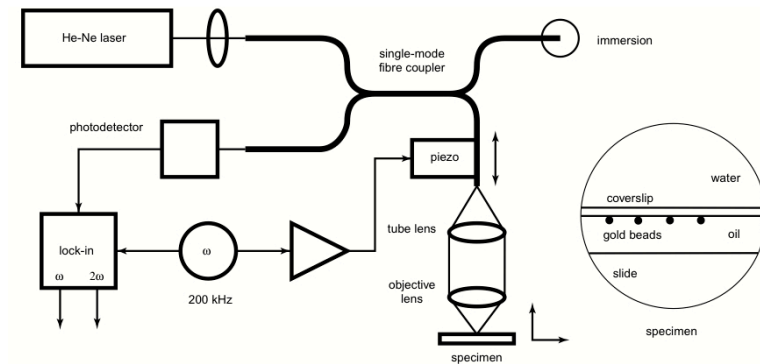 He-Ne laser
single-mode
fibre coupler
immersion
photodetector
piezo
water
coverslip
tube lens
gold beads
oil
lock-in
ω
ω 2ω
slide
200 kHz
objective
lens
specimen
specimen